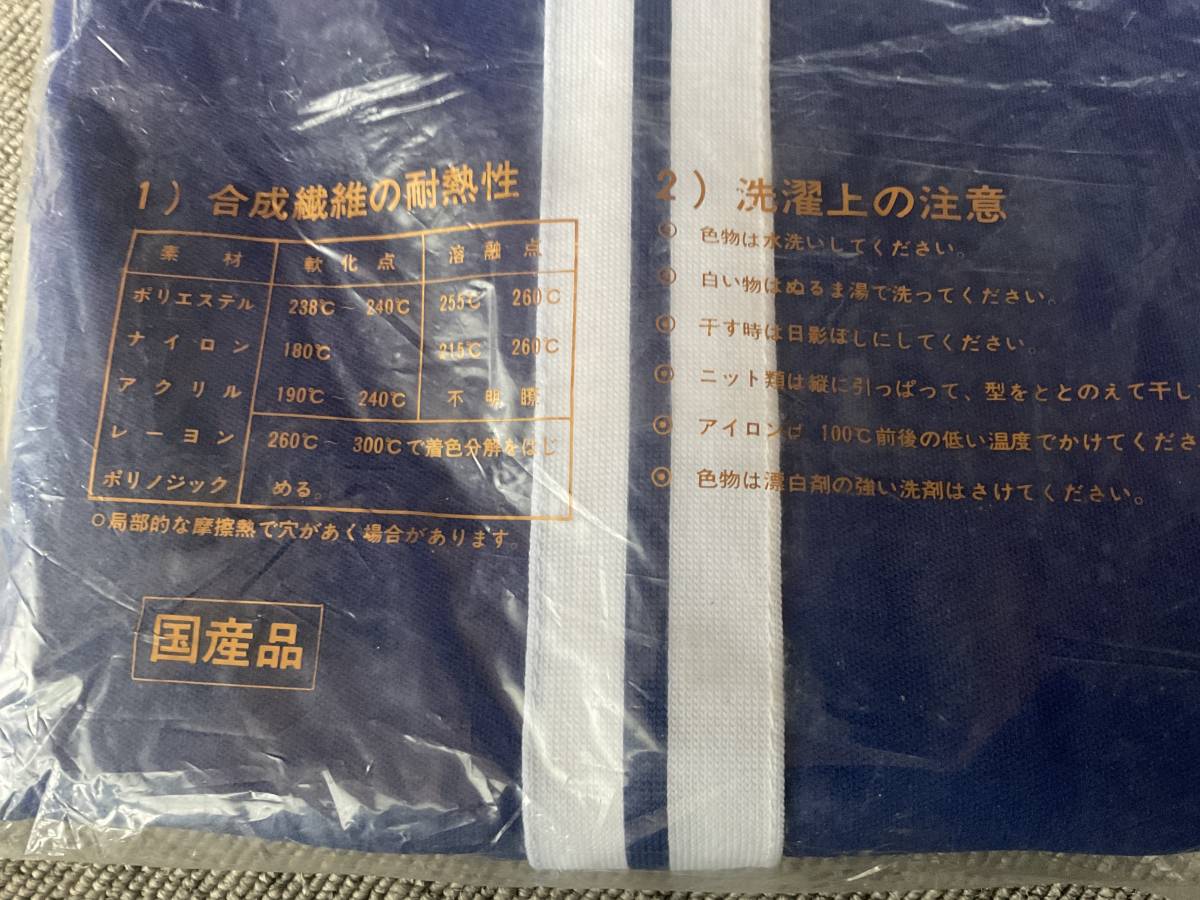 1）合成繊維の耐熱性
素材 軟化点 溶融点
ポリエステル 238℃～240℃ 255℃ 260℃
ナイロン 180℃ 215℃ 260℃
アクリル 190℃ 240℃ 不明瞭
レーヨン 260℃～300℃で着色分解をはじ
ポリノジック める。
○局部的な摩擦熱で穴があく場合があります。
国産品
2）洗濯上の注意
◎ 色物は水洗いしてください。
◎ 白い物はぬるま湯で洗ってください。
◎ 干す時は日影ぼしにしてください。
◎ ニット類は縦に引っぱって、型をととのえて干し
◎ アイロンは 100℃前後の低い温度でかけてくださ
◎ 色物は漂白剤の強い洗剤はさけてください。